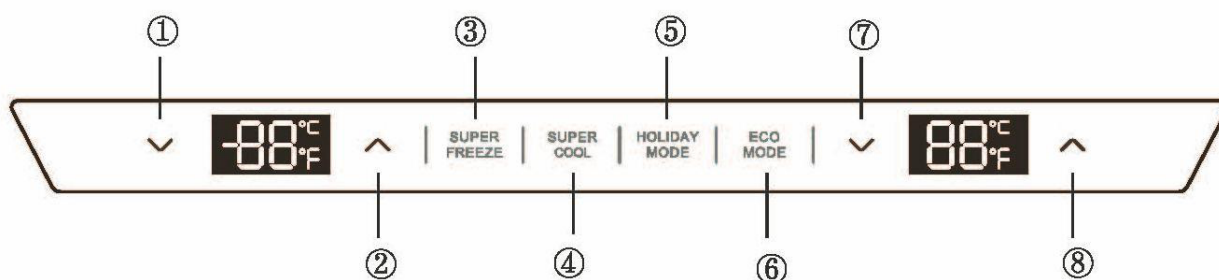 ① ③ ⑤ ⑦
-88 °C °F
SUPER
FREEZE
SUPER
COOL
HOLIDAY
MODE
ECO
MODE
88 °C °F
② ④ ⑥ ⑧